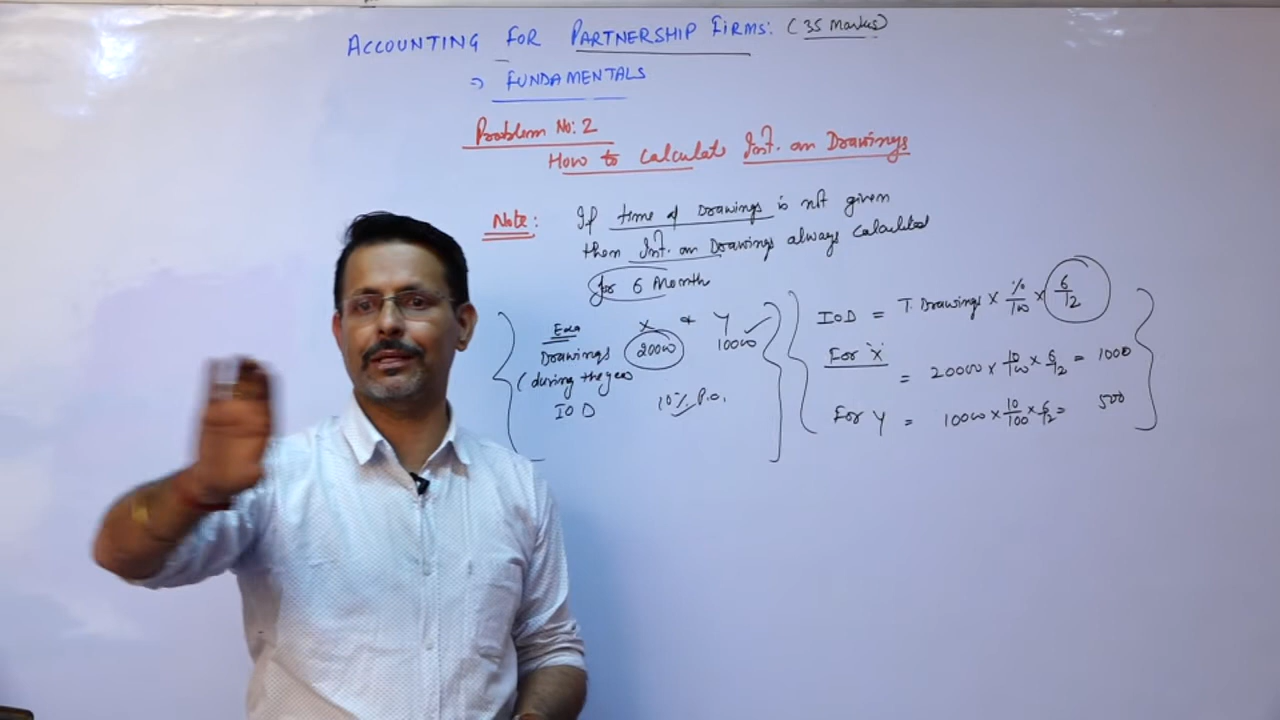 ACCOUNTING FOR PARTNERSHIP FIRMS: (35 Marks)
⇒ FUNDAMENTALS
Problem No: 2
How to calculate Int. on Drawings
Note: If time of Drawings is not given
then Int. on Drawings always calculated
for 6 Month
X & Y
Drawings 20000 10000
(during the year
IOD 10% P.a.
IOD = T. Drawings × %/100 × 6/12
For 'X'
= 20000 × 10/100 × 6/12 = 1000
For Y = 10000 × 10/100 × 6/12 = 500